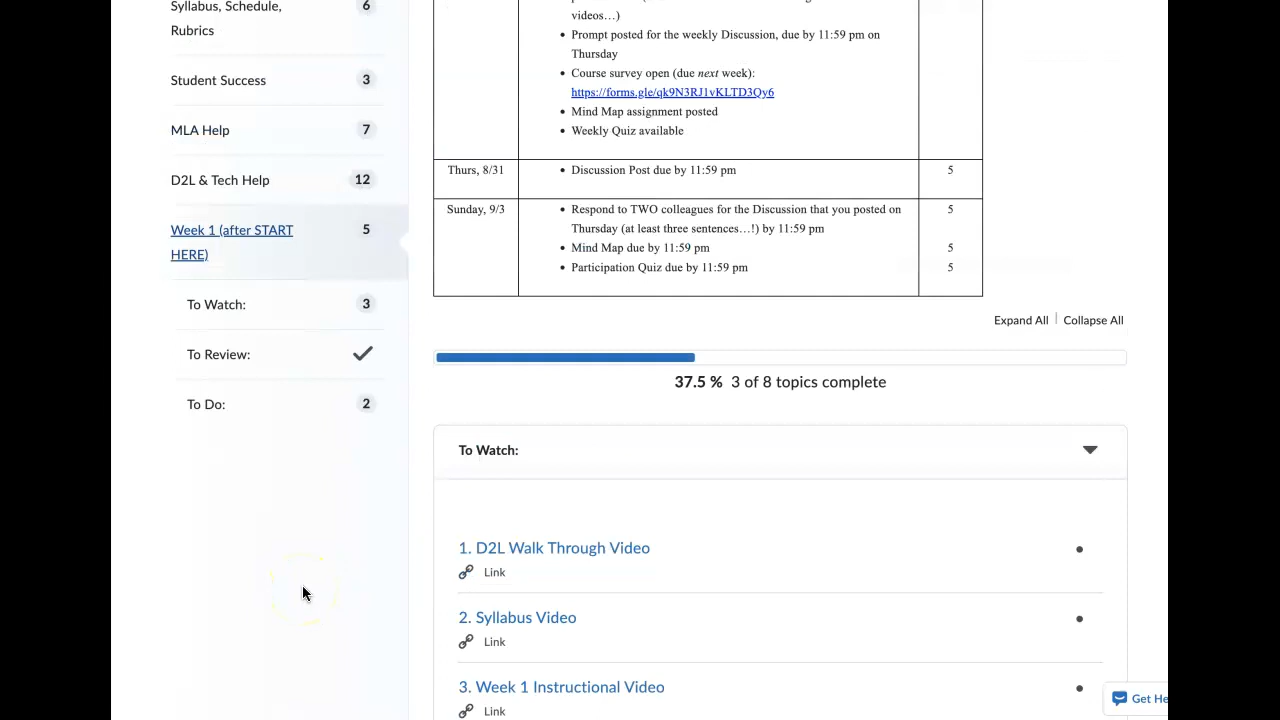 Syllabus, Schedule,
Rubrics
6
Student Success
3
MLA Help
7
D2L & Tech Help
12
Week 1 (after START
HERE)
5
To Watch:
3
To Review:
To Do:
2
videos…)
• Prompt posted for the weekly Discussion, due by 11:59 pm on
Thursday
• Course survey open (due next week):
https://forms.gle/qk9N3RJ1vKLTD3Qy6
• Mind Map assignment posted
• Weekly Quiz available
Thurs, 8/31
• Discussion Post due by 11:59 pm
5
Sunday, 9/3
• Respond to TWO colleagues for the Discussion that you posted on
Thursday (at least three sentences…!) by 11:59 pm
5
• Mind Map due by 11:59 pm
5
• Participation Quiz due by 11:59 pm
5
Expand All | Collapse All
37.5 % 3 of 8 topics complete
To Watch:
1. D2L Walk Through Video
Link
2. Syllabus Video
Link
3. Week 1 Instructional Video
Link
Get He